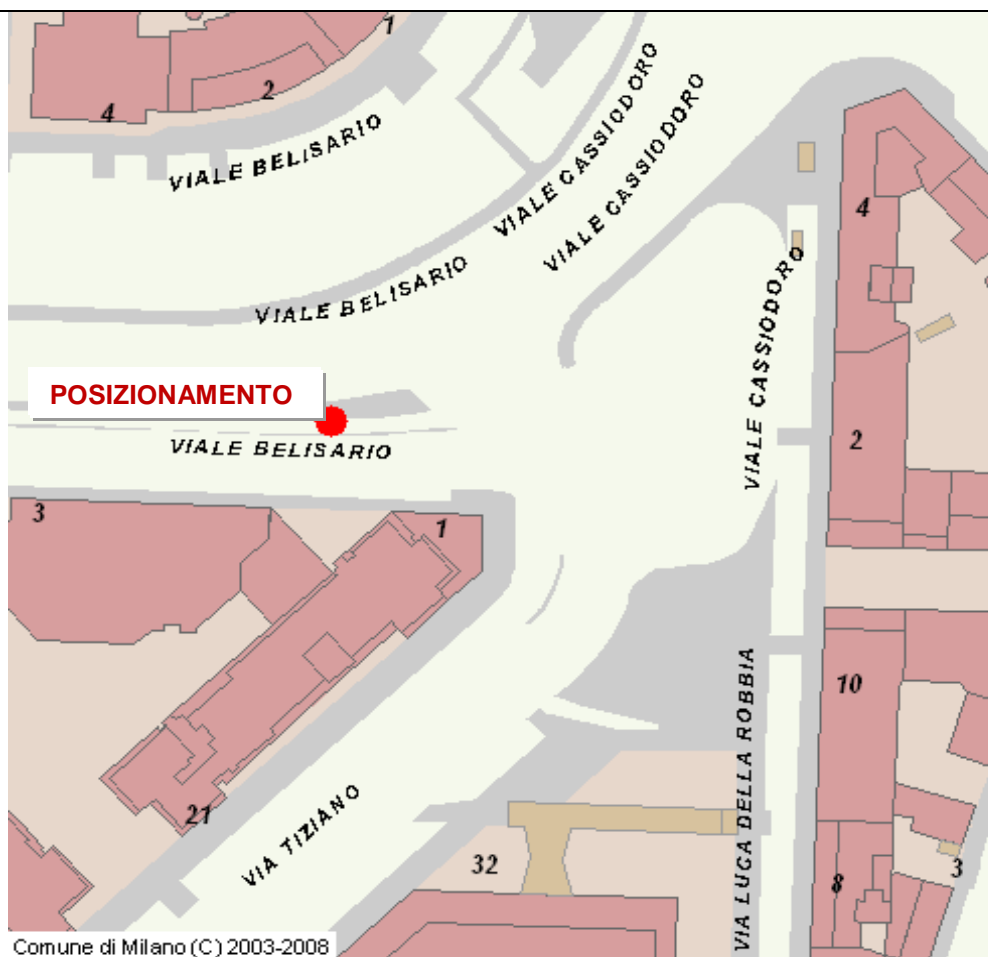 1
2
4
VIALE BELISARIO
VIALE CASSIODORO
VIALE CASSIODORO
4
VIALE BELISARIO
VIALE CASSIODORO
POSIZIONAMENTO
VIALE BELISARIO
2
3
1
10
VIA LUCA DELLA ROBBIA
21
VIA TIZIANO
32
8
3
Comune di Milano (C) 2003-2008